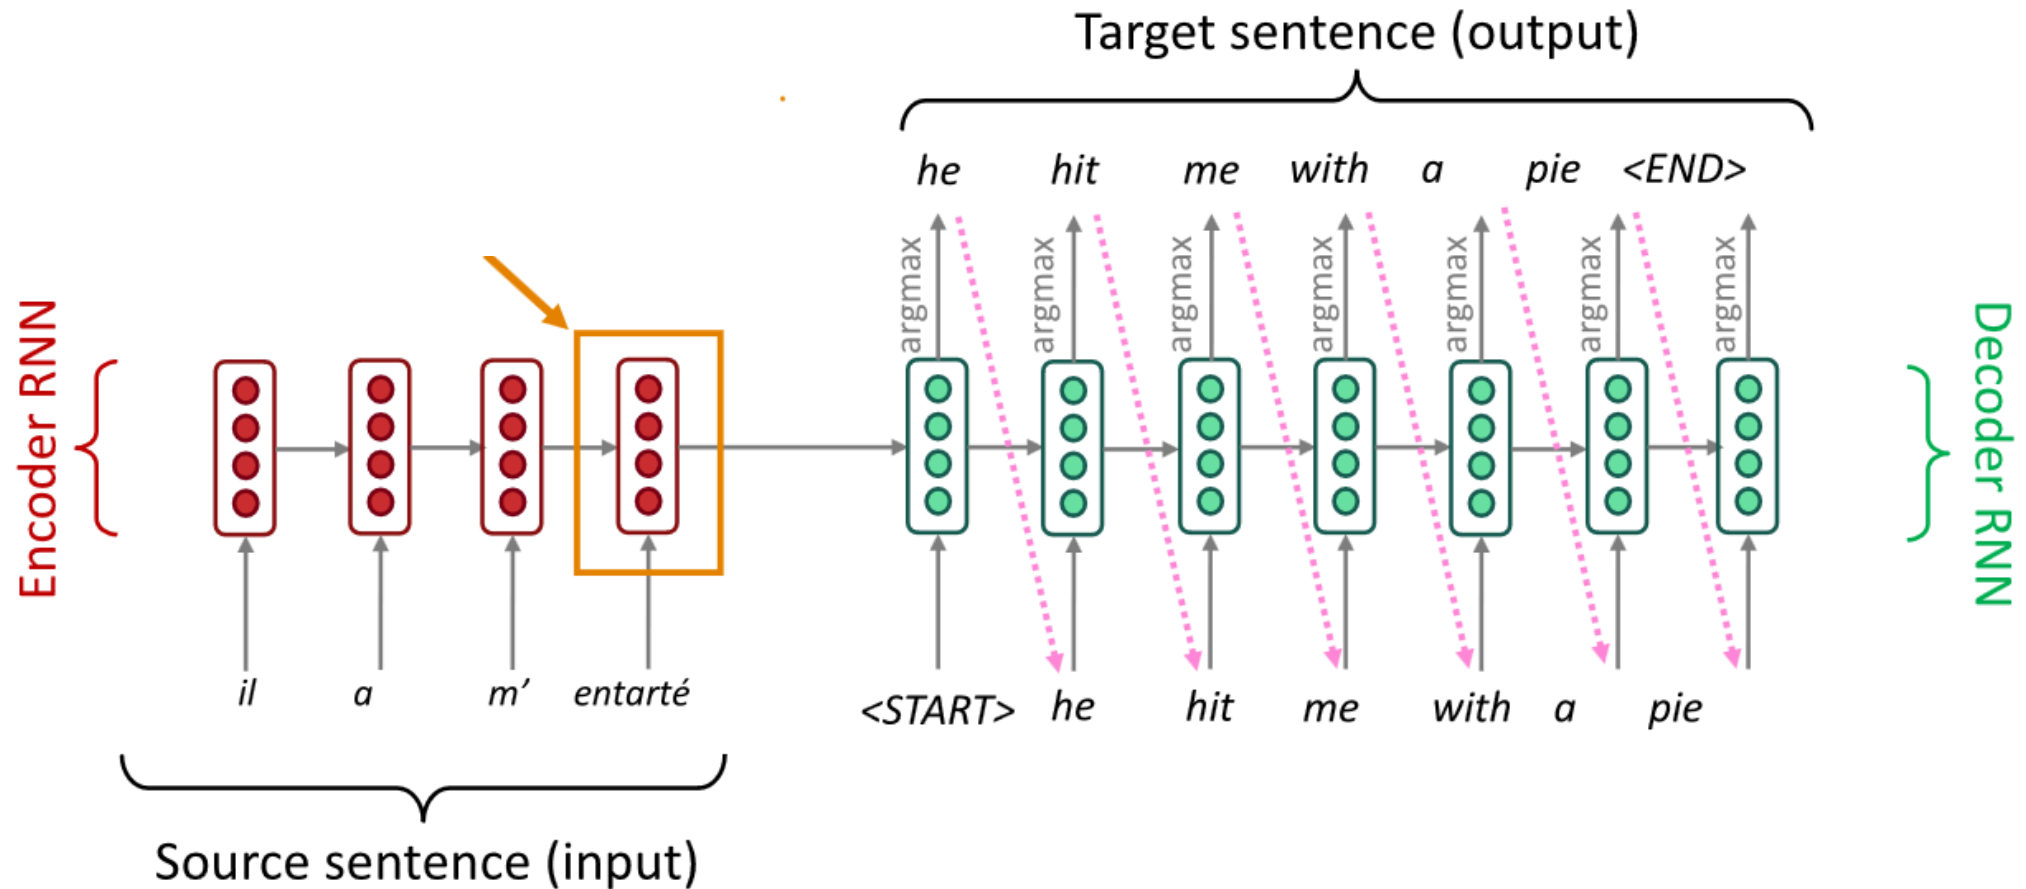 Target sentence (output)
he hit me with a pie <END>
argmax argmax argmax argmax argmax argmax argmax
Encoder RNN
Decoder RNN
il a m’ entarté
<START> he hit me with a pie
Source sentence (input)